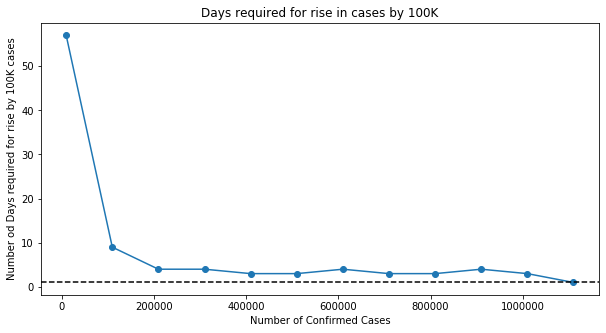 Days required for rise in cases by 100K
Number od Days required for rise by 100K cases
50
40
30
20
10
0
0 200000 400000 600000 800000 1000000
Number of Confirmed Cases